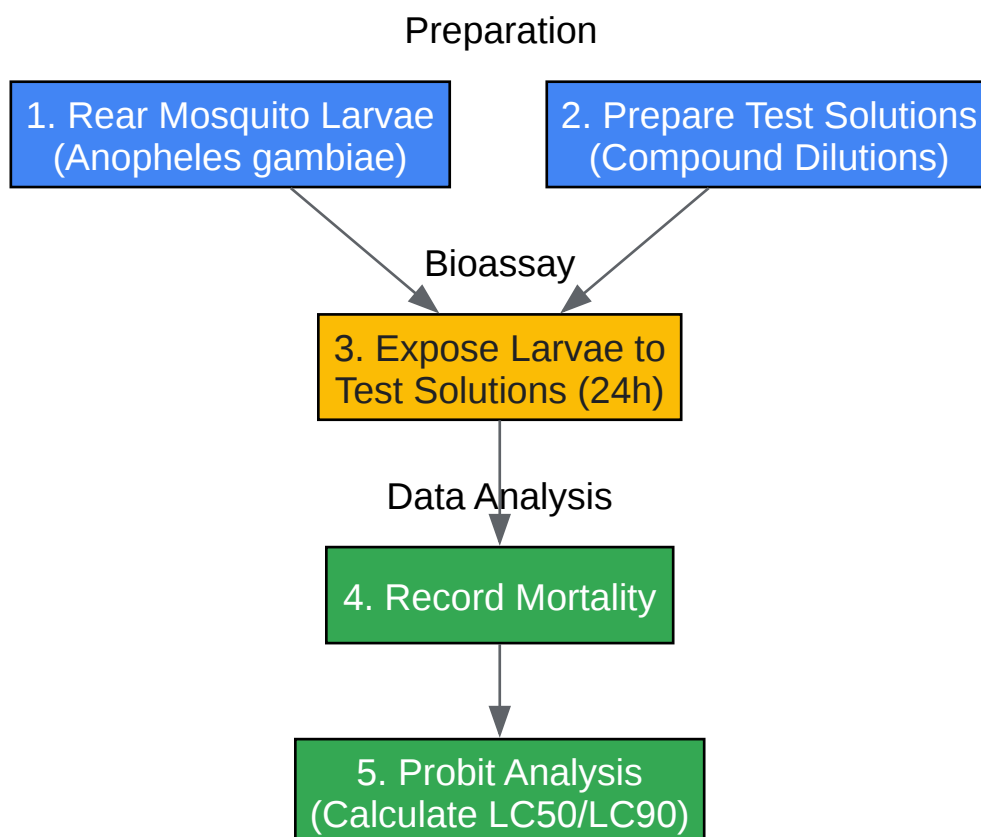 Preparation
1. Rear Mosquito Larvae
(Anopheles gambiae)
2. Prepare Test Solutions
(Compound Dilutions)
Bioassay
3. Expose Larvae to
Test Solutions (24h)
Data Analysis
4. Record Mortality
5. Probit Analysis
(Calculate LC50/LC90)